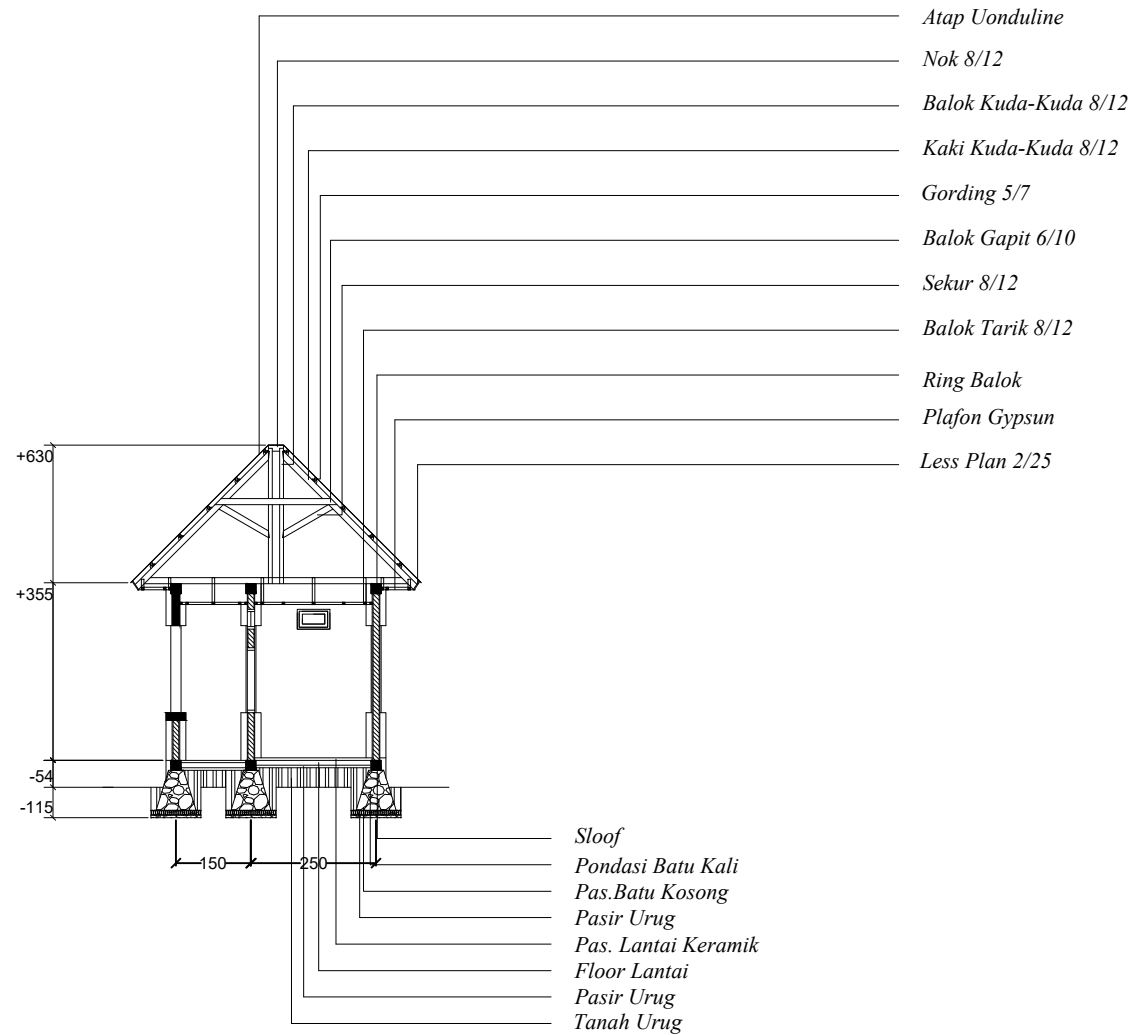 Atap Uonduline
Nok 8/12
Balok Kuda-Kuda 8/12
Kaki Kuda-Kuda 8/12
Gording 5/7
Balok Gapit 6/10
Sekur 8/12
Balok Tarik 8/12
Ring Balok
Plafon Gypsun
Less Plan 2/25
+630
+355
-54
-115
150
250
Sloof
Pondasi Batu Kali
Pas.Batu Kosong
Pasir Urug
Pas. Lantai Keramik
Floor Lantai
Pasir Urug
Tanah Urug